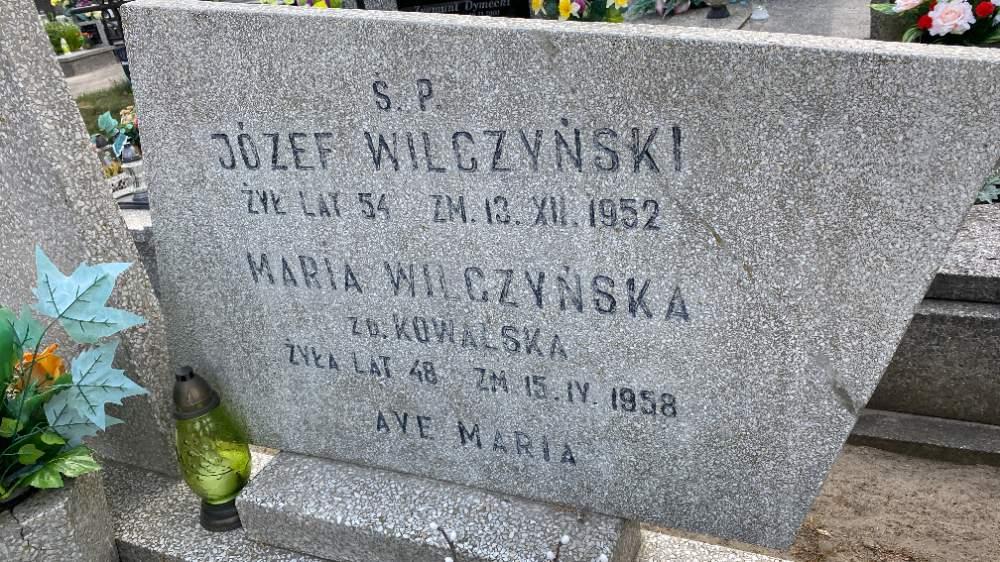 Dymecki
Ś. P.
JÓZEF WILCZYŃSKI
ŻYŁ LAT 54 ZM. 13. XII. 1952
MARIA WILCZYŃSKA
ZD. KOWALSKA
ŻYŁA LAT 48 ZM 15. IV. 1958
AVE MARIA